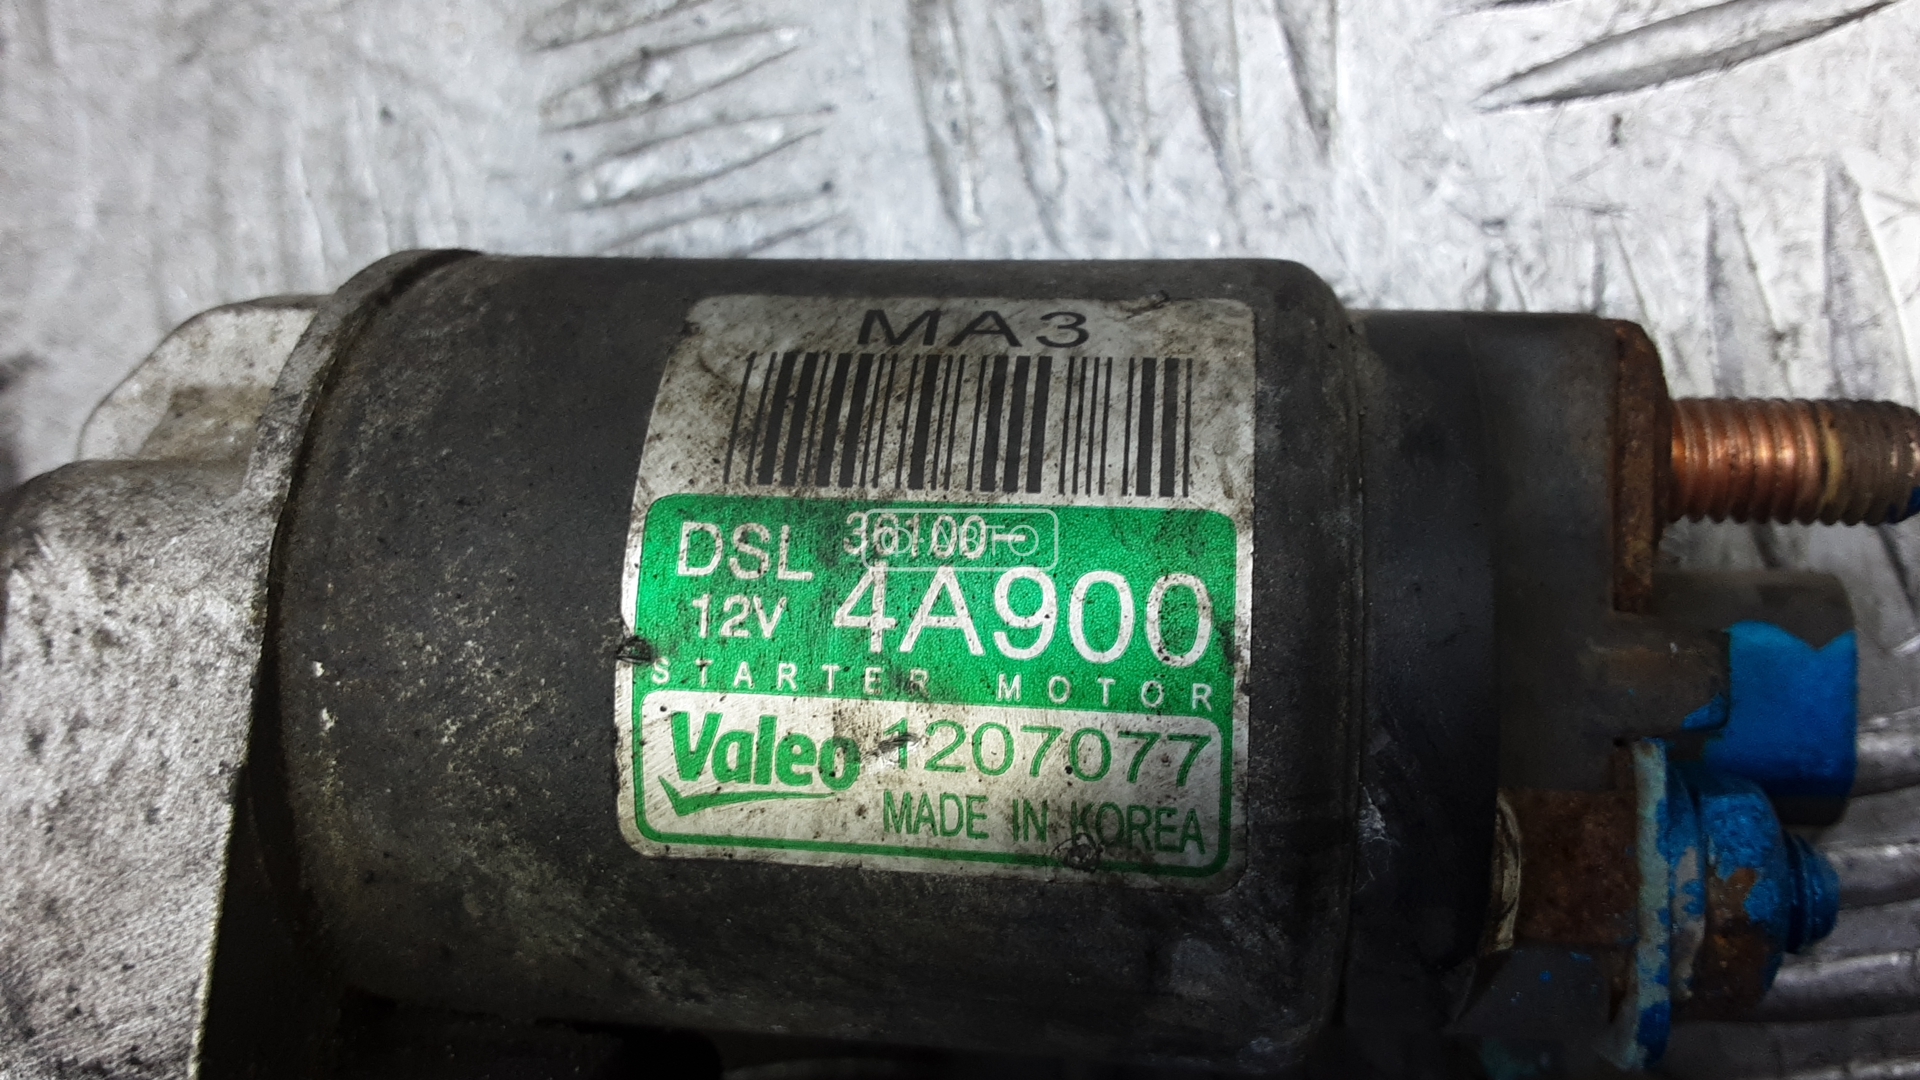 MA3
DSL 36100-
12V 4A900
STARTER MOTOR
Valeo 1207077
MADE IN KOREA